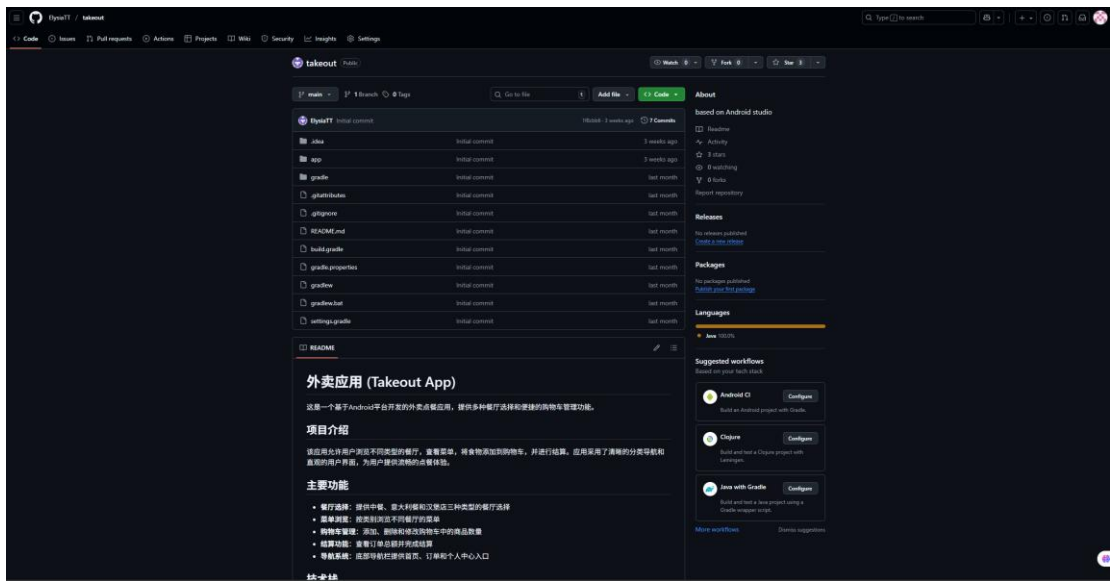 ElysiaTT / takeout
Type / to search
Code Issues Pull requests Actions Projects Wiki Security Insights Settings
takeout Public
Watch 0 Fork 0 Star 3
main 1 Branch 0 Tags
Go to file t Add file Code
ElysiaTT Initial commit
3 weeks ago 7 Commits
.idea Initial commit 3 weeks ago
app Initial commit 3 weeks ago
gradle Initial commit last month
.gitattributes Initial commit last month
.gitignore Initial commit last month
README.md Initial commit last month
build.gradle Initial commit last month
gradle.properties Initial commit last month
gradlew Initial commit last month
gradlew.bat Initial commit last month
settings.gradle Initial commit last month
README
外卖应用 (Takeout App)
这是一个基于Android平台开发的外卖点餐应用，提供多种餐厅选择和便捷的购物车管理功能。
项目介绍
该应用允许用户浏览不同类型的餐厅，查看菜单，将食物添加到购物车，并进行结算。应用采用了清晰的分类导航和
直观的用户界面，为用户提供流畅的点餐体验。
主要功能
• 餐厅选择：提供中餐、意大利餐和汉堡店三种类型的餐厅选择
• 菜单浏览：按类别浏览不同餐厅的菜单
• 购物车管理：添加、删除和修改购物车中的商品数量
• 结算功能：查看订单总额并完成结算
• 导航系统：底部导航栏提供首页、订单和个人中心入口
技术栈
About
based on Android studio
Readme
Activity
3 stars
0 watching
0 forks
Report repository
Releases
No releases published
Create a new release
Packages
No packages published
Publish your first package
Languages
Java 100.0%
Suggested workflows
Based on your tech stack
Android CI Configure
Build an Android project with Gradle.
Clojure Configure
Build and test a Clojure project with
Leiningen.
Java with Gradle Configure
Build and test a Java project using a
Gradle wrapper script.
More workflows Dismiss suggestions